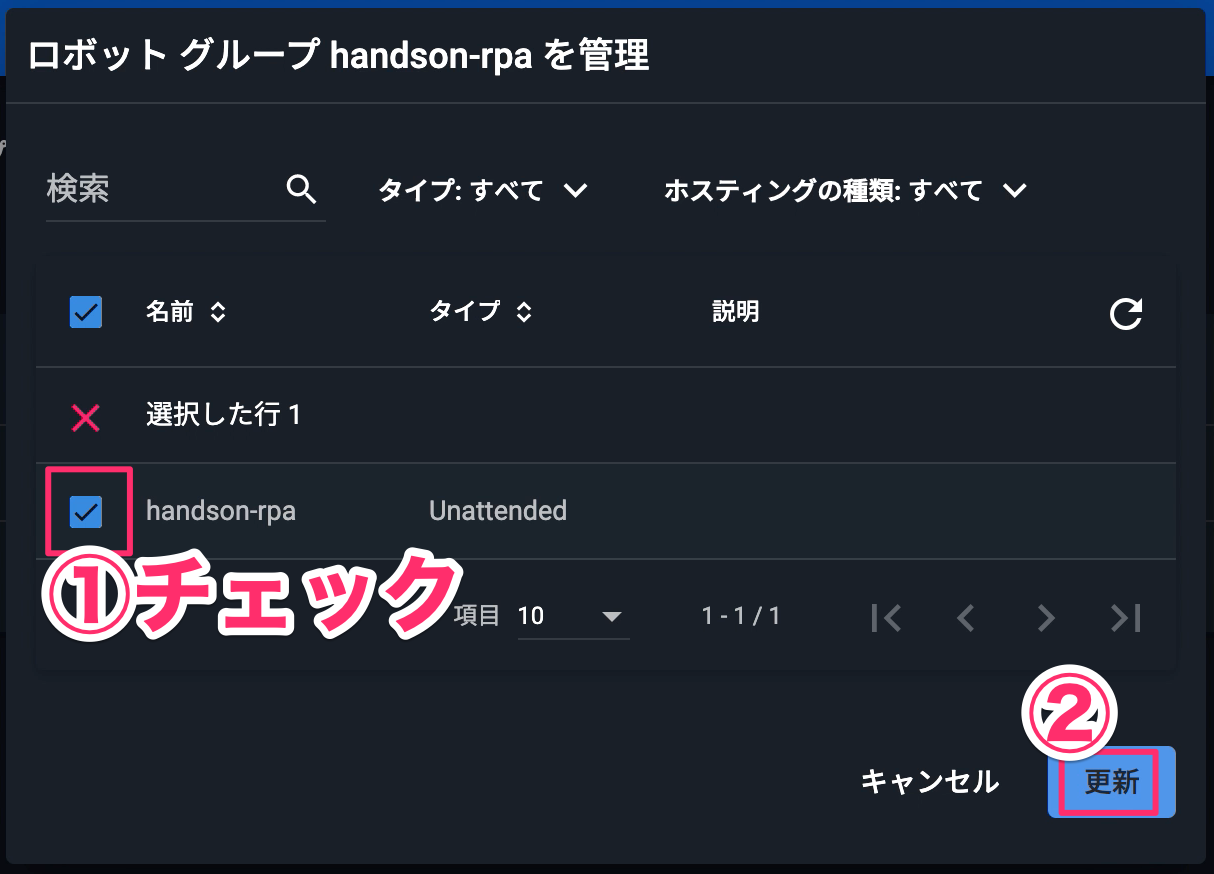 ロボット グループ handson-rpa を管理
プ
検索 タイプ: すべて ホスティングの種類: すべて
名前 タイプ 説明
選択した行 1
handson-rpa Unattended
①チェック
項目 10 1 - 1 / 1
②
キャンセル 更新